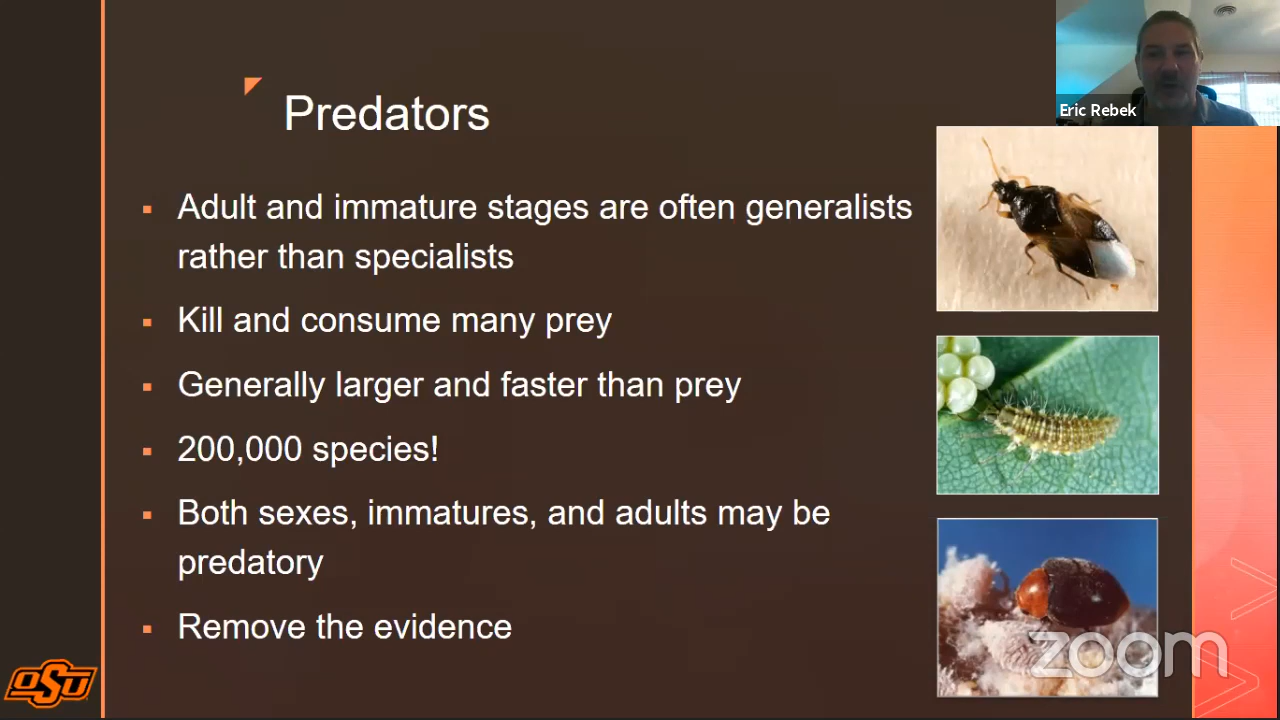 Eric Rebek
Predators
Adult and immature stages are often generalists
rather than specialists
Kill and consume many prey
Generally larger and faster than prey
200,000 species!
Both sexes, immatures, and adults may be
predatory
Remove the evidence
OSU
zoom